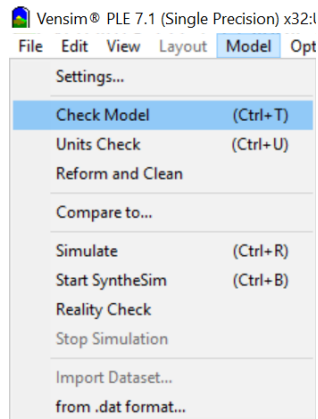 Vensim® PLE 7.1 (Single Precision) x32:
File Edit View Layout Model Opt
Settings...
Check Model (Ctrl+T)
Units Check (Ctrl+U)
Reform and Clean
Compare to...
Simulate (Ctrl+R)
Start SyntheSim (Ctrl+B)
Reality Check
Stop Simulation
Import Dataset...
from .dat format...